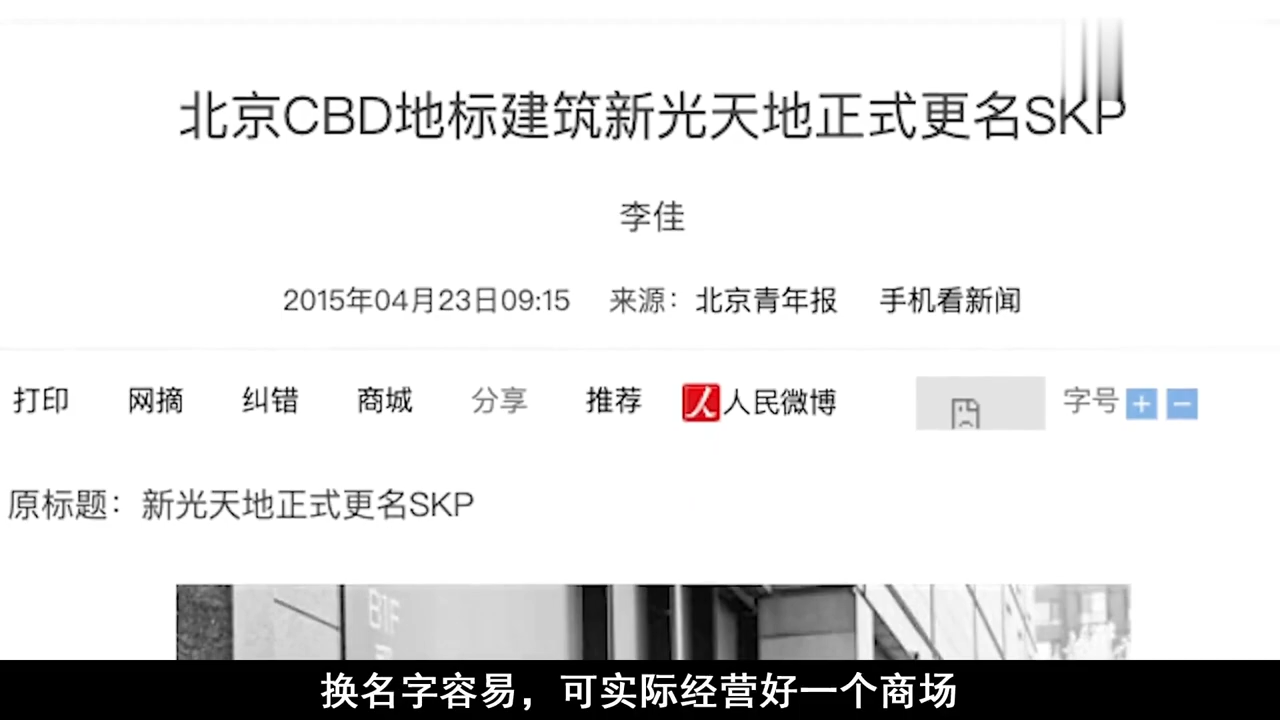 北京CBD地标建筑新光天地正式更名SKP
李佳
2015年04月23日09:15 来源：北京青年报 手机看新闻
打印 网摘 纠错 商城 分享 推荐 人 人民微博 字号 + −
原标题：新光天地正式更名SKP
B1F
换名字容易，可实际经营好一个商场